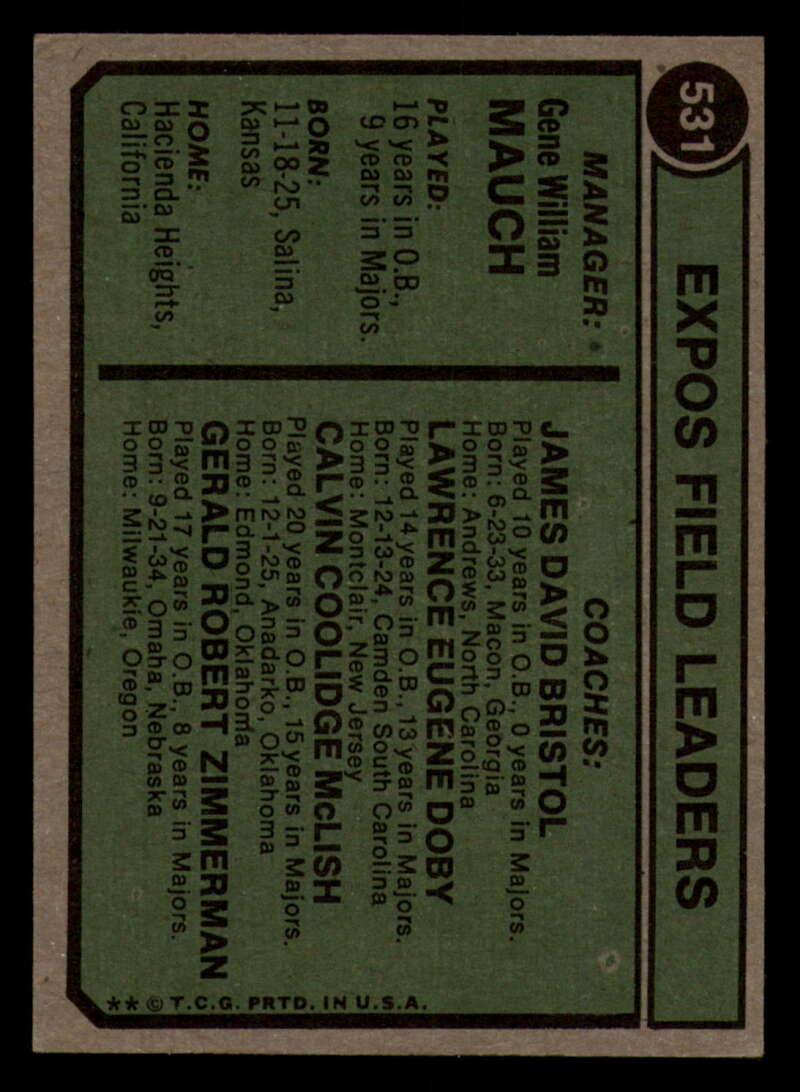 531
EXPOS FIELD LEADERS
MANAGER:
Gene William
MAUCH
PLAYED:
16 years in O.B.,
9 years in Majors.
BORN:
11-18-25, Salina,
Kansas
HOME:
Hacienda Heights,
California
COACHES:
JAMES DAVID BRISTOL
Played 10 years in O.B., 0 years in Majors.
Born: 6-23-33, Macon, Georgia
Home: Andrews, North Carolina
LAWRENCE EUGENE DOBY
Played 14 years in O.B., 13 years in Majors.
Born: 12-13-24, Camden South Carolina
Home: Montclair, New Jersey
CALVIN COOLIDGE McLISH
Played 20 years in O.B., 15 years in Majors.
Born: 12-1-25, Anadarko, Oklahoma
Home: Edmond, Oklahoma
GERALD ROBERT ZIMMERMAN
Played 17 years in O.B., 8 years in Majors.
Born: 9-21-34, Omaha, Nebraska
Home: Milwaukie, Oregon
** © T.C.G. PRTD. IN U.S.A.